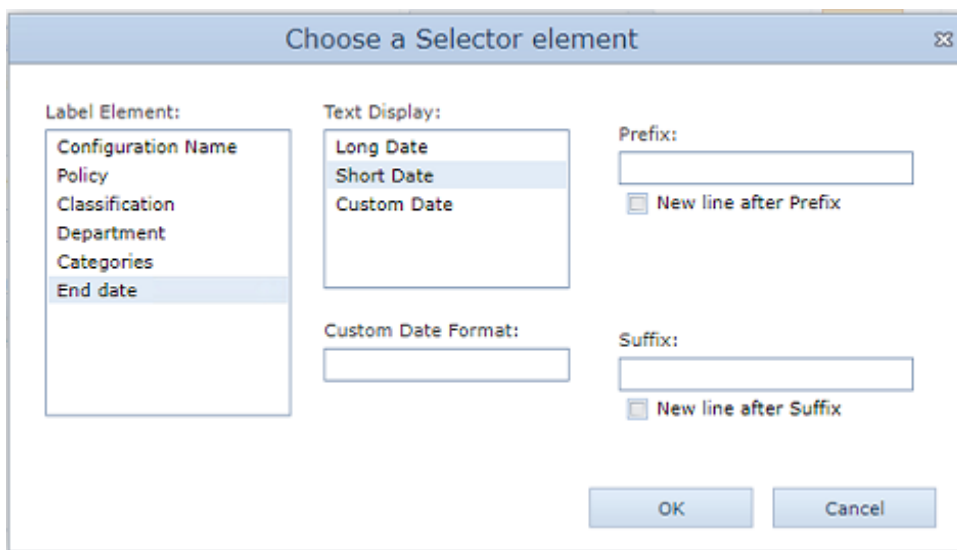 Choose a Selector element
Label Element:
Configuration Name
Policy
Classification
Department
Categories
End date
Text Display:
Long Date
Short Date
Custom Date
Custom Date Format:
Prefix:
New line after Prefix
Suffix:
New line after Suffix
OK
Cancel